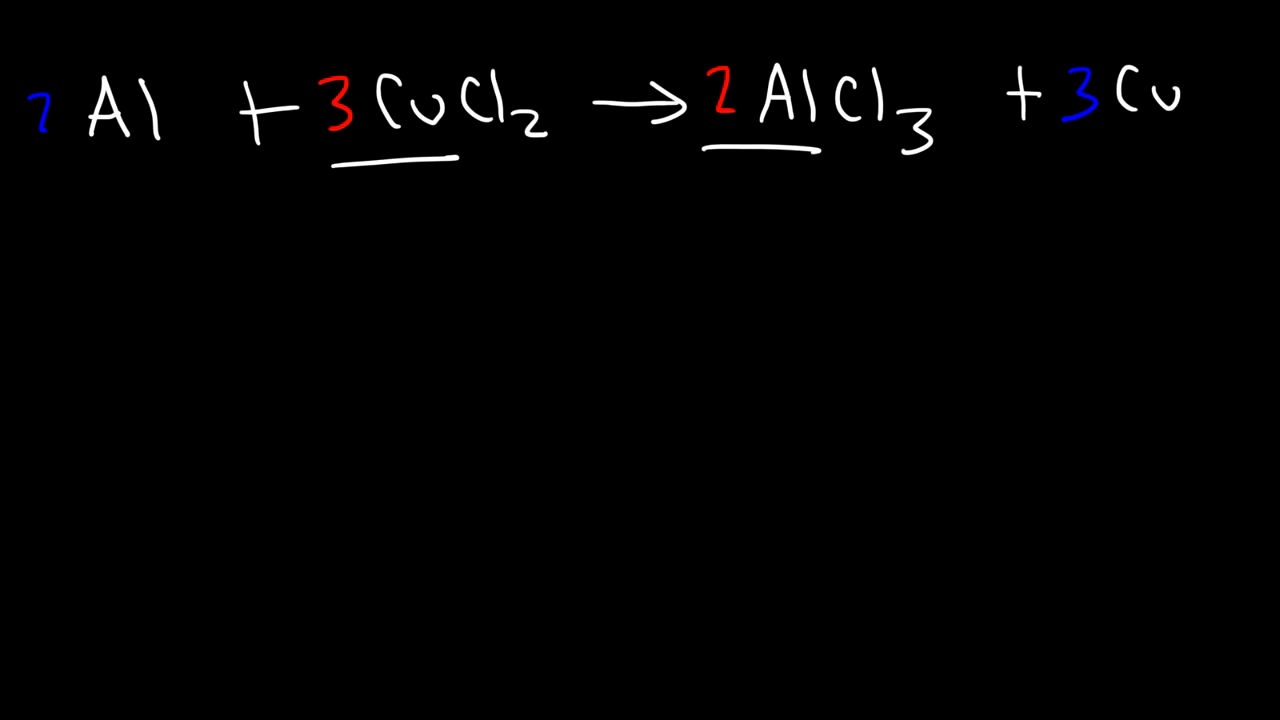 2 Al + 3 CuCl₂ → 2 AlCl₃ + 3 Cu